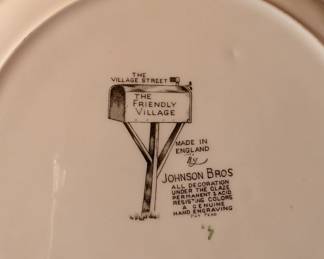 THE
VILLAGE STREET
THE
FRIENDLY
VILLAGE
MADE IN
ENGLAND
By
JOHNSON BROS
ALL DECORATION
UNDER THE GLAZE
PERMANENT & ACID
RESISTING COLORS
A GENUINE
HAND ENGRAVING